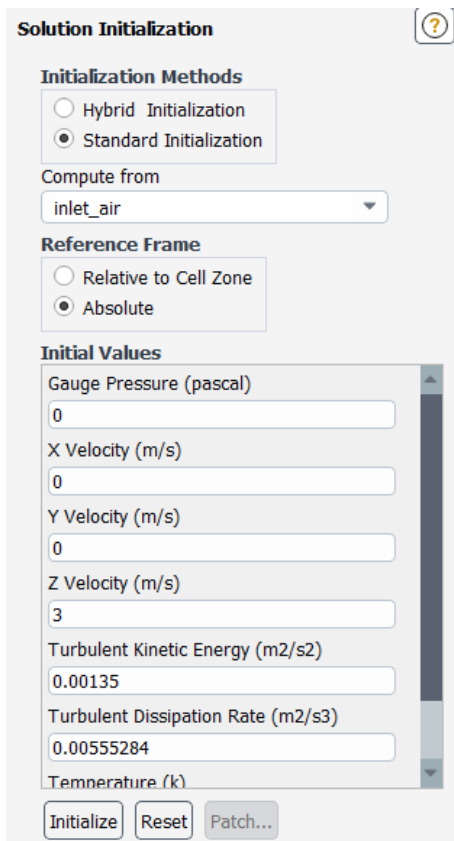 Solution Initialization
?
Initialization Methods
Hybrid Initialization
Standard Initialization
Compute from
inlet_air
Reference Frame
Relative to Cell Zone
Absolute
Initial Values
Gauge Pressure (pascal)
0
X Velocity (m/s)
0
Y Velocity (m/s)
0
Z Velocity (m/s)
3
Turbulent Kinetic Energy (m2/s2)
0.00135
Turbulent Dissipation Rate (m2/s3)
0.00555284
Temperature (k)
Initialize Reset Patch...